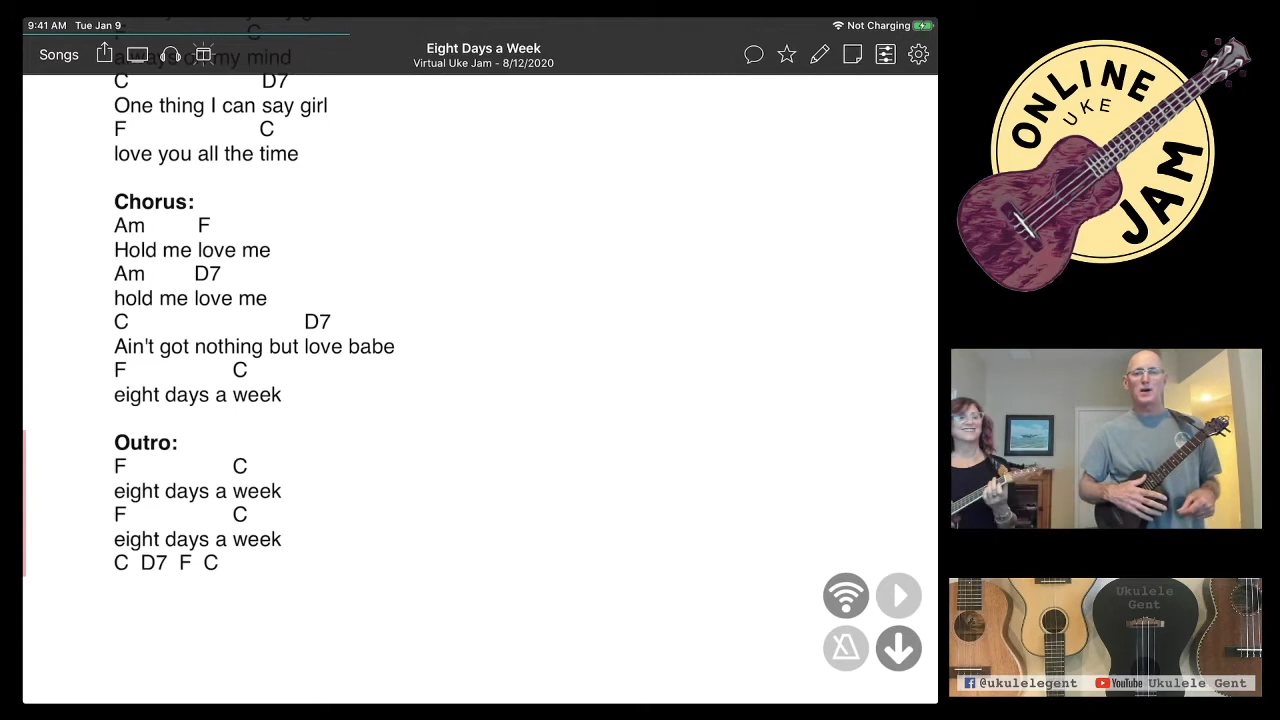 9:41 AM Tue Jan 9
Not Charging
Songs
Eight Days a Week
Virtual Uke Jam - 8/12/2020
F C
always on my mind
C D7
One thing I can say girl
F C
love you all the time
Chorus:
Am F
Hold me love me
Am D7
hold me love me
C D7
Ain't got nothing but love babe
F C
eight days a week
Outro:
F C
eight days a week
F C
eight days a week
C D7 F C
ONLINE
UKE
JAM
Ukulele
Gent
@ukulelegent YouTube Ukulele Gent